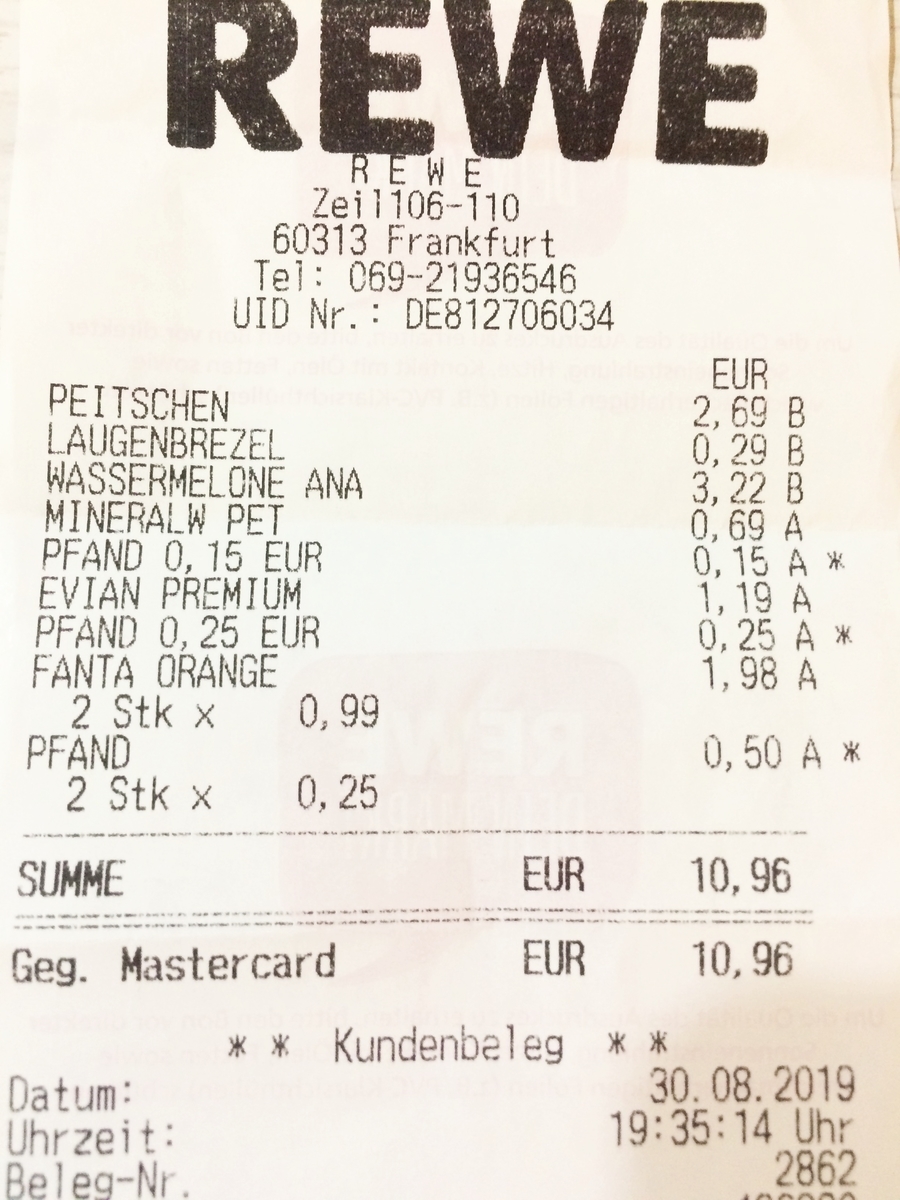 REWE
R E W E
Zeil106-110
60313 Frankfurt
Tel: 069-21936546
UID Nr.: DE812706034
EUR
PEITSCHEN 2,69 B
LAUGENBREZEL 0,29 B
WASSERMELONE ANA 3,22 B
MINERALW PET 0,69 A
PFAND 0,15 EUR 0,15 A *
EVIAN PREMIUM 1,19 A
PFAND 0,25 EUR 0,25 A *
FANTA ORANGE 1,98 A
2 Stk x 0,99
PFAND 0,50 A *
2 Stk x 0,25
SUMME EUR 10,96
Geg. Mastercard EUR 10,96
* * Kundenbeleg * *
Datum: 30.08.2019
Uhrzeit: 19:35:14 Uhr
Beleg-Nr. 2862